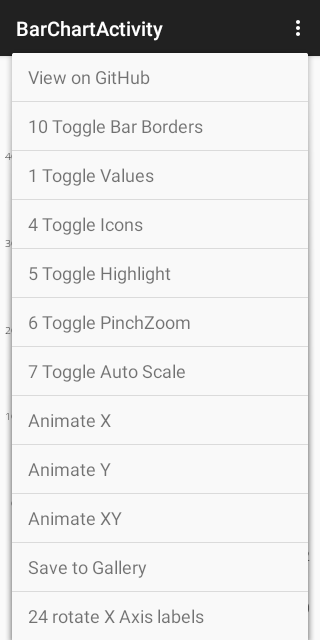 BarChartActivity
View on GitHub
10 Toggle Bar Borders
1 Toggle Values
4 Toggle Icons
5 Toggle Highlight
6 Toggle PinchZoom
7 Toggle Auto Scale
Animate X
Animate Y
Animate XY
Save to Gallery
24 rotate X Axis labels